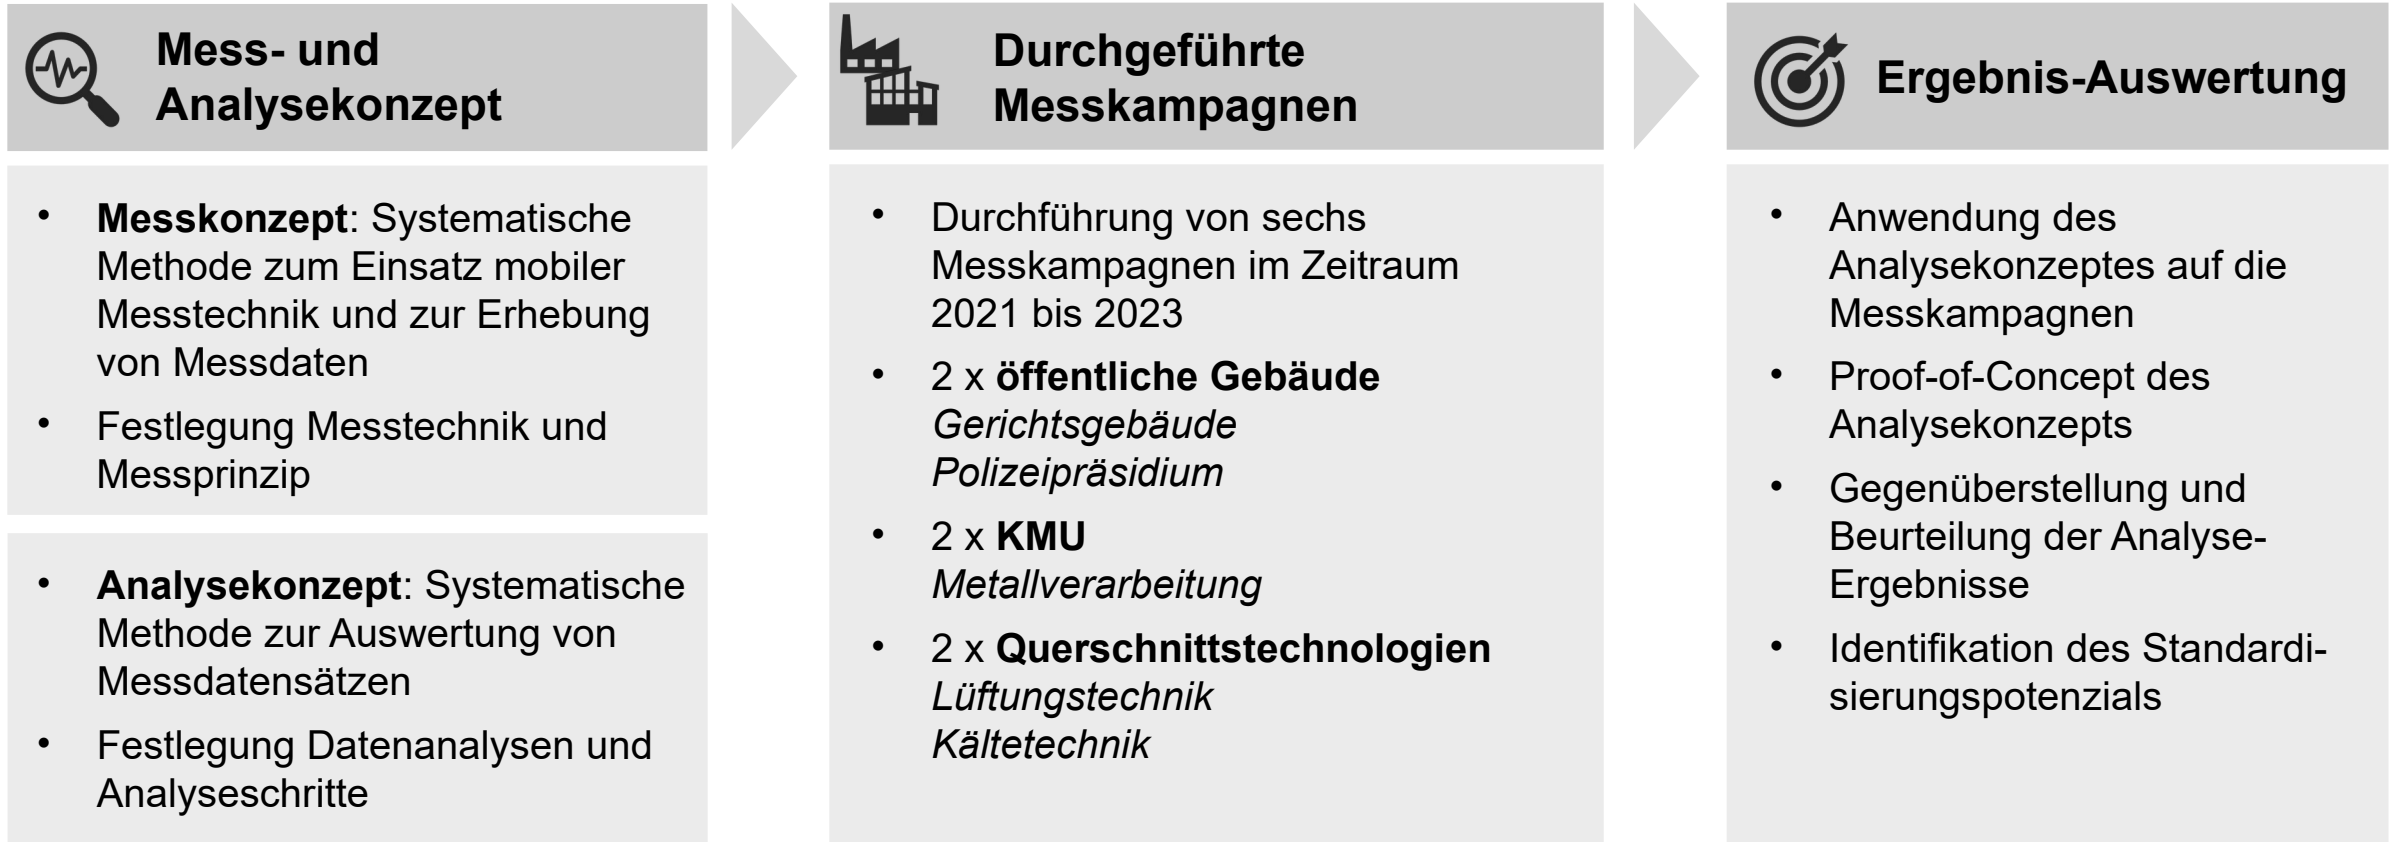 Mess- und
Analysekonzept
• Messkonzept: Systematische
Methode zum Einsatz mobiler
Messtechnik und zur Erhebung
von Messdaten
• Festlegung Messtechnik und
Messprinzip
• Analysekonzept: Systematische
Methode zur Auswertung von
Messdatensätzen
• Festlegung Datenanalysen und
Analyseschritte
Durchgeführte
Messkampagnen
• Durchführung von sechs
Messkampagnen im Zeitraum
2021 bis 2023
• 2 x öffentliche Gebäude
Gerichtsgebäude
Polizeipräsidium
• 2 x KMU
Metallverarbeitung
• 2 x Querschnittstechnologien
Lüftungstechnik
Kältetechnik
Ergebnis-Auswertung
• Anwendung des
Analysekonzeptes auf die
Messkampagnen
• Proof-of-Concept des
Analysekonzepts
• Gegenüberstellung und
Beurteilung der Analyse-
Ergebnisse
• Identifikation des Standardi-
sierungspotenzials